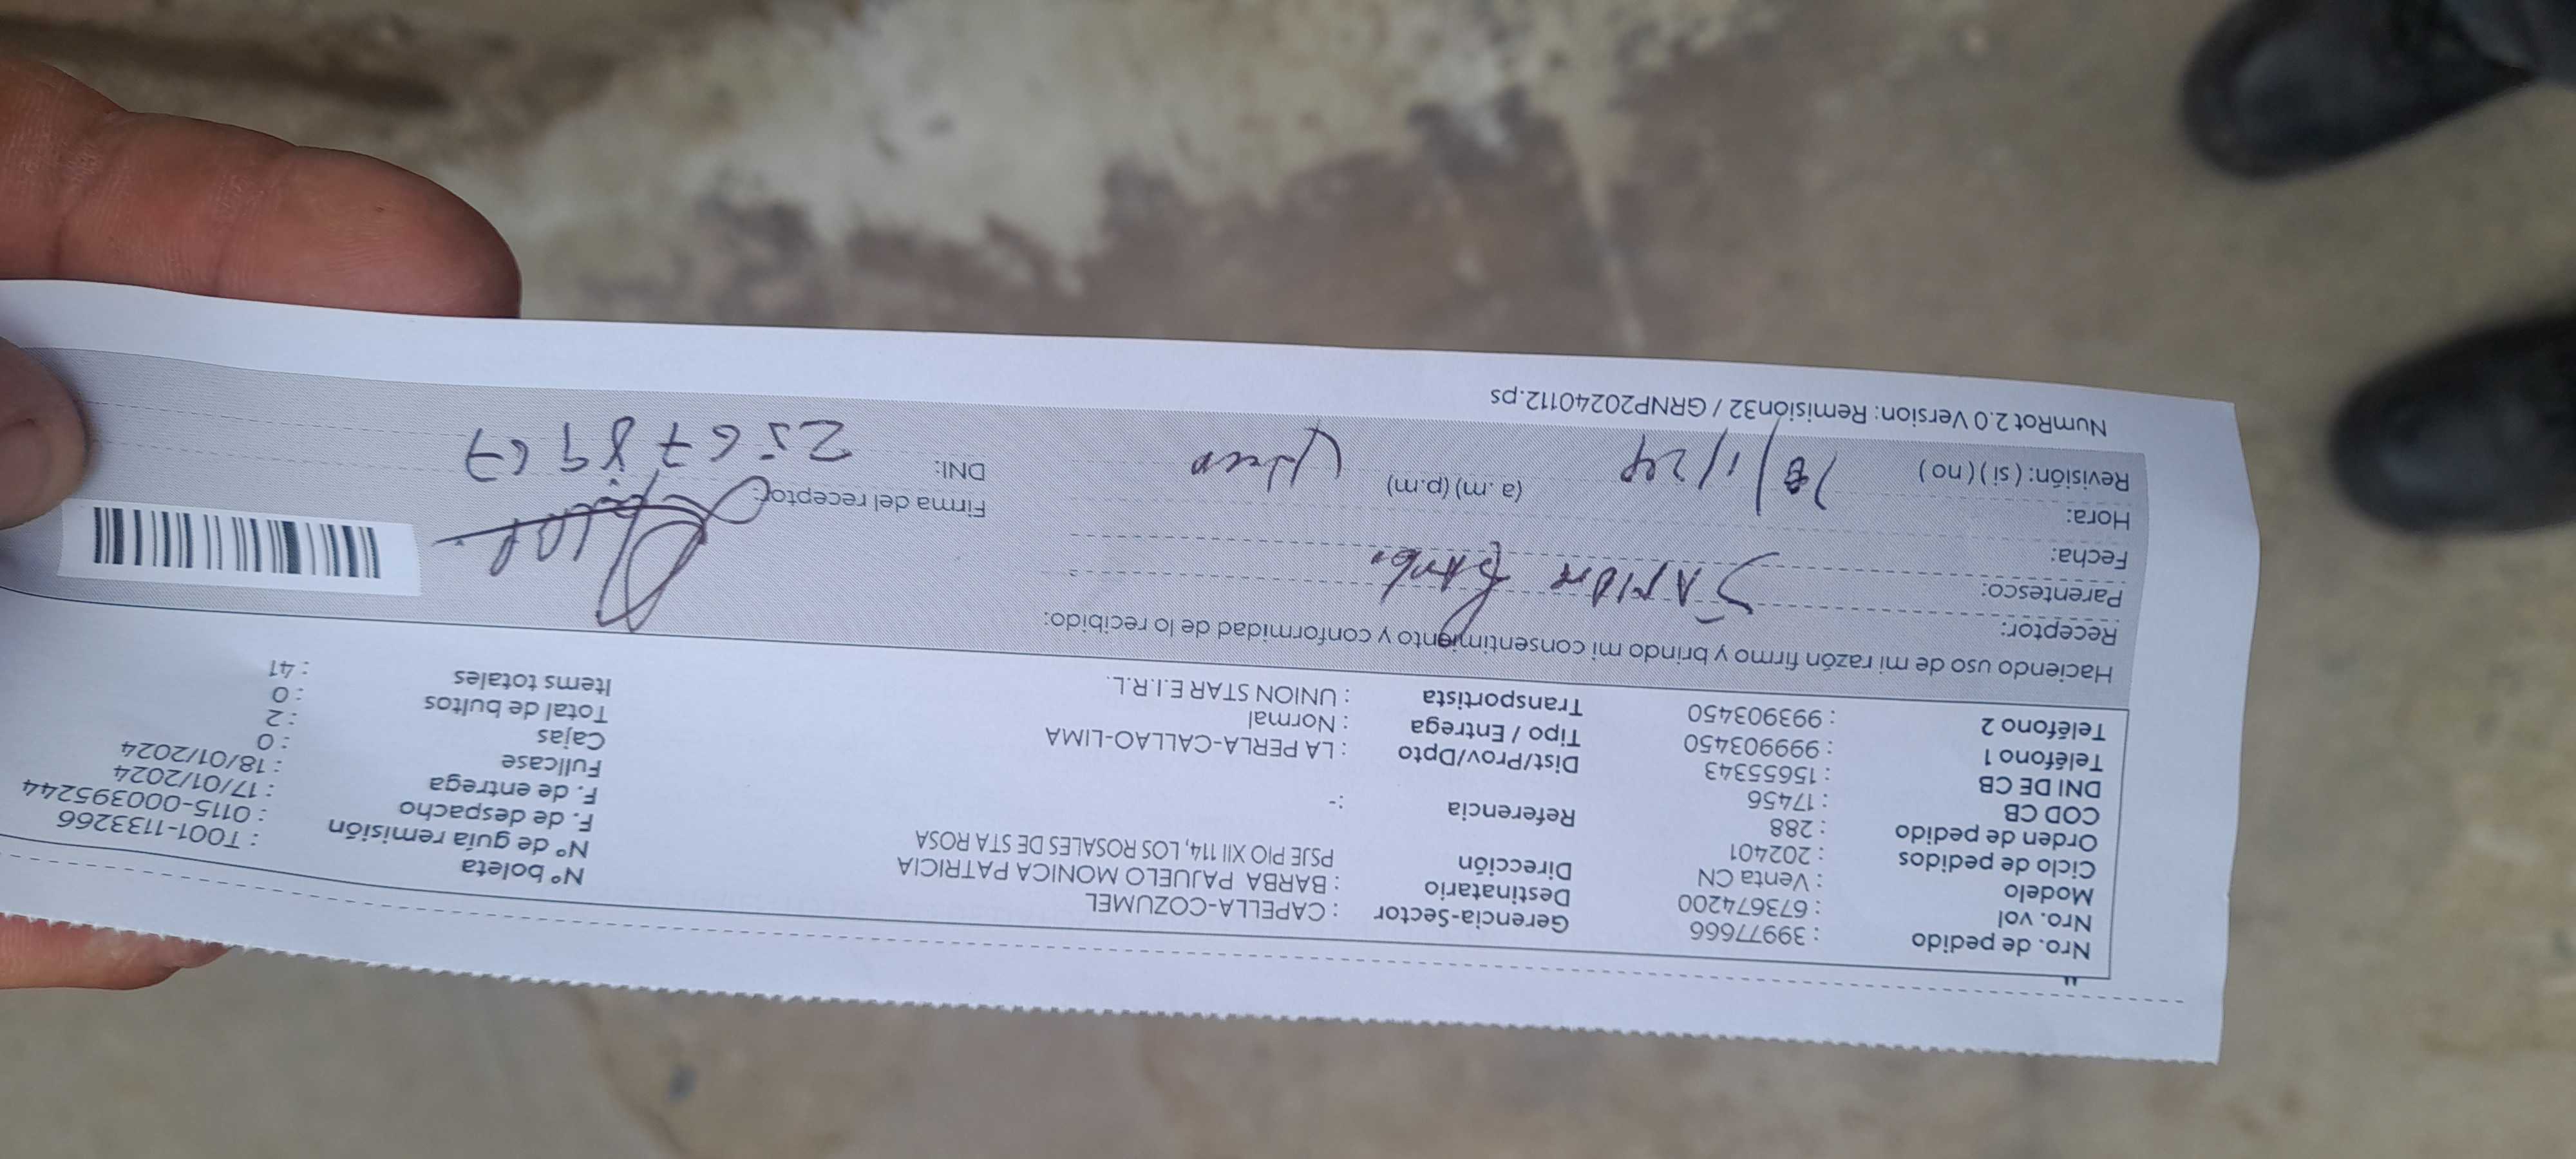 Nro. de pedido : 39977666 Gerencia-Sector : CAPELLA-COZUMEL Nº boleta : T001-1133266
Nro. vol : 673674200 Destinatario : BARBA PAJUELO MONICA PATRICIA Nº de guía remisión : 0115-000395244
Modelo : Venta CN Dirección PSJE PIO XII 114, LOS ROSALES DE STA ROSA F. de despacho : 17/01/2024
Ciclo de pedidos : 202401 F. de entrega : 18/01/2024
Orden de pedido : 288 Referencia :- Fullcase : 0
COD CB : 17456 Dist/Prov/Dpto : LA PERLA-CALLAO-LIMA Cajas : 2
DNI DE CB : 15655343 Tipo / Entrega : Normal Total de bultos : 0
Teléfono 1 : 999903450 Transportista : UNION STAR E.I.R.L. Items totales : 41
Teléfono 2 : 993903450
Haciendo uso de mi razón firmo y brindo mi consentimiento y conformidad de lo recibido:
Receptor:
Parentesco:
Fecha:
Hora: 18/1/24 (a.m) (p.m) Firma del receptor:
Revisión: ( si ) ( no ) DNI: 25678967
NumRot 2.0 Version: Remisión32 / GRNP20240112.ps